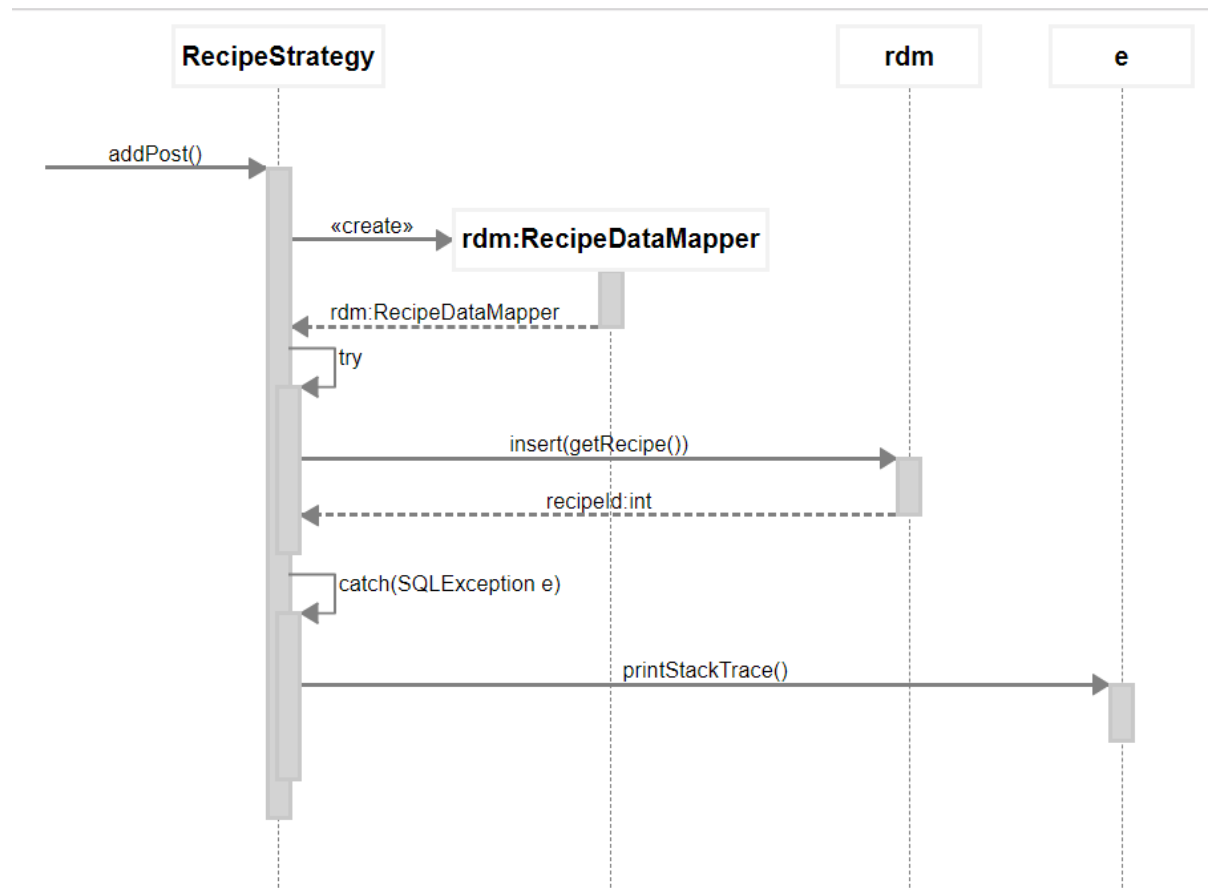 RecipeStrategy
rdm
e
addPost()
«create»
rdm:RecipeDataMapper
rdm:RecipeDataMapper
try
insert(getRecipe())
recipeId:int
catch(SQLException e)
printStackTrace()